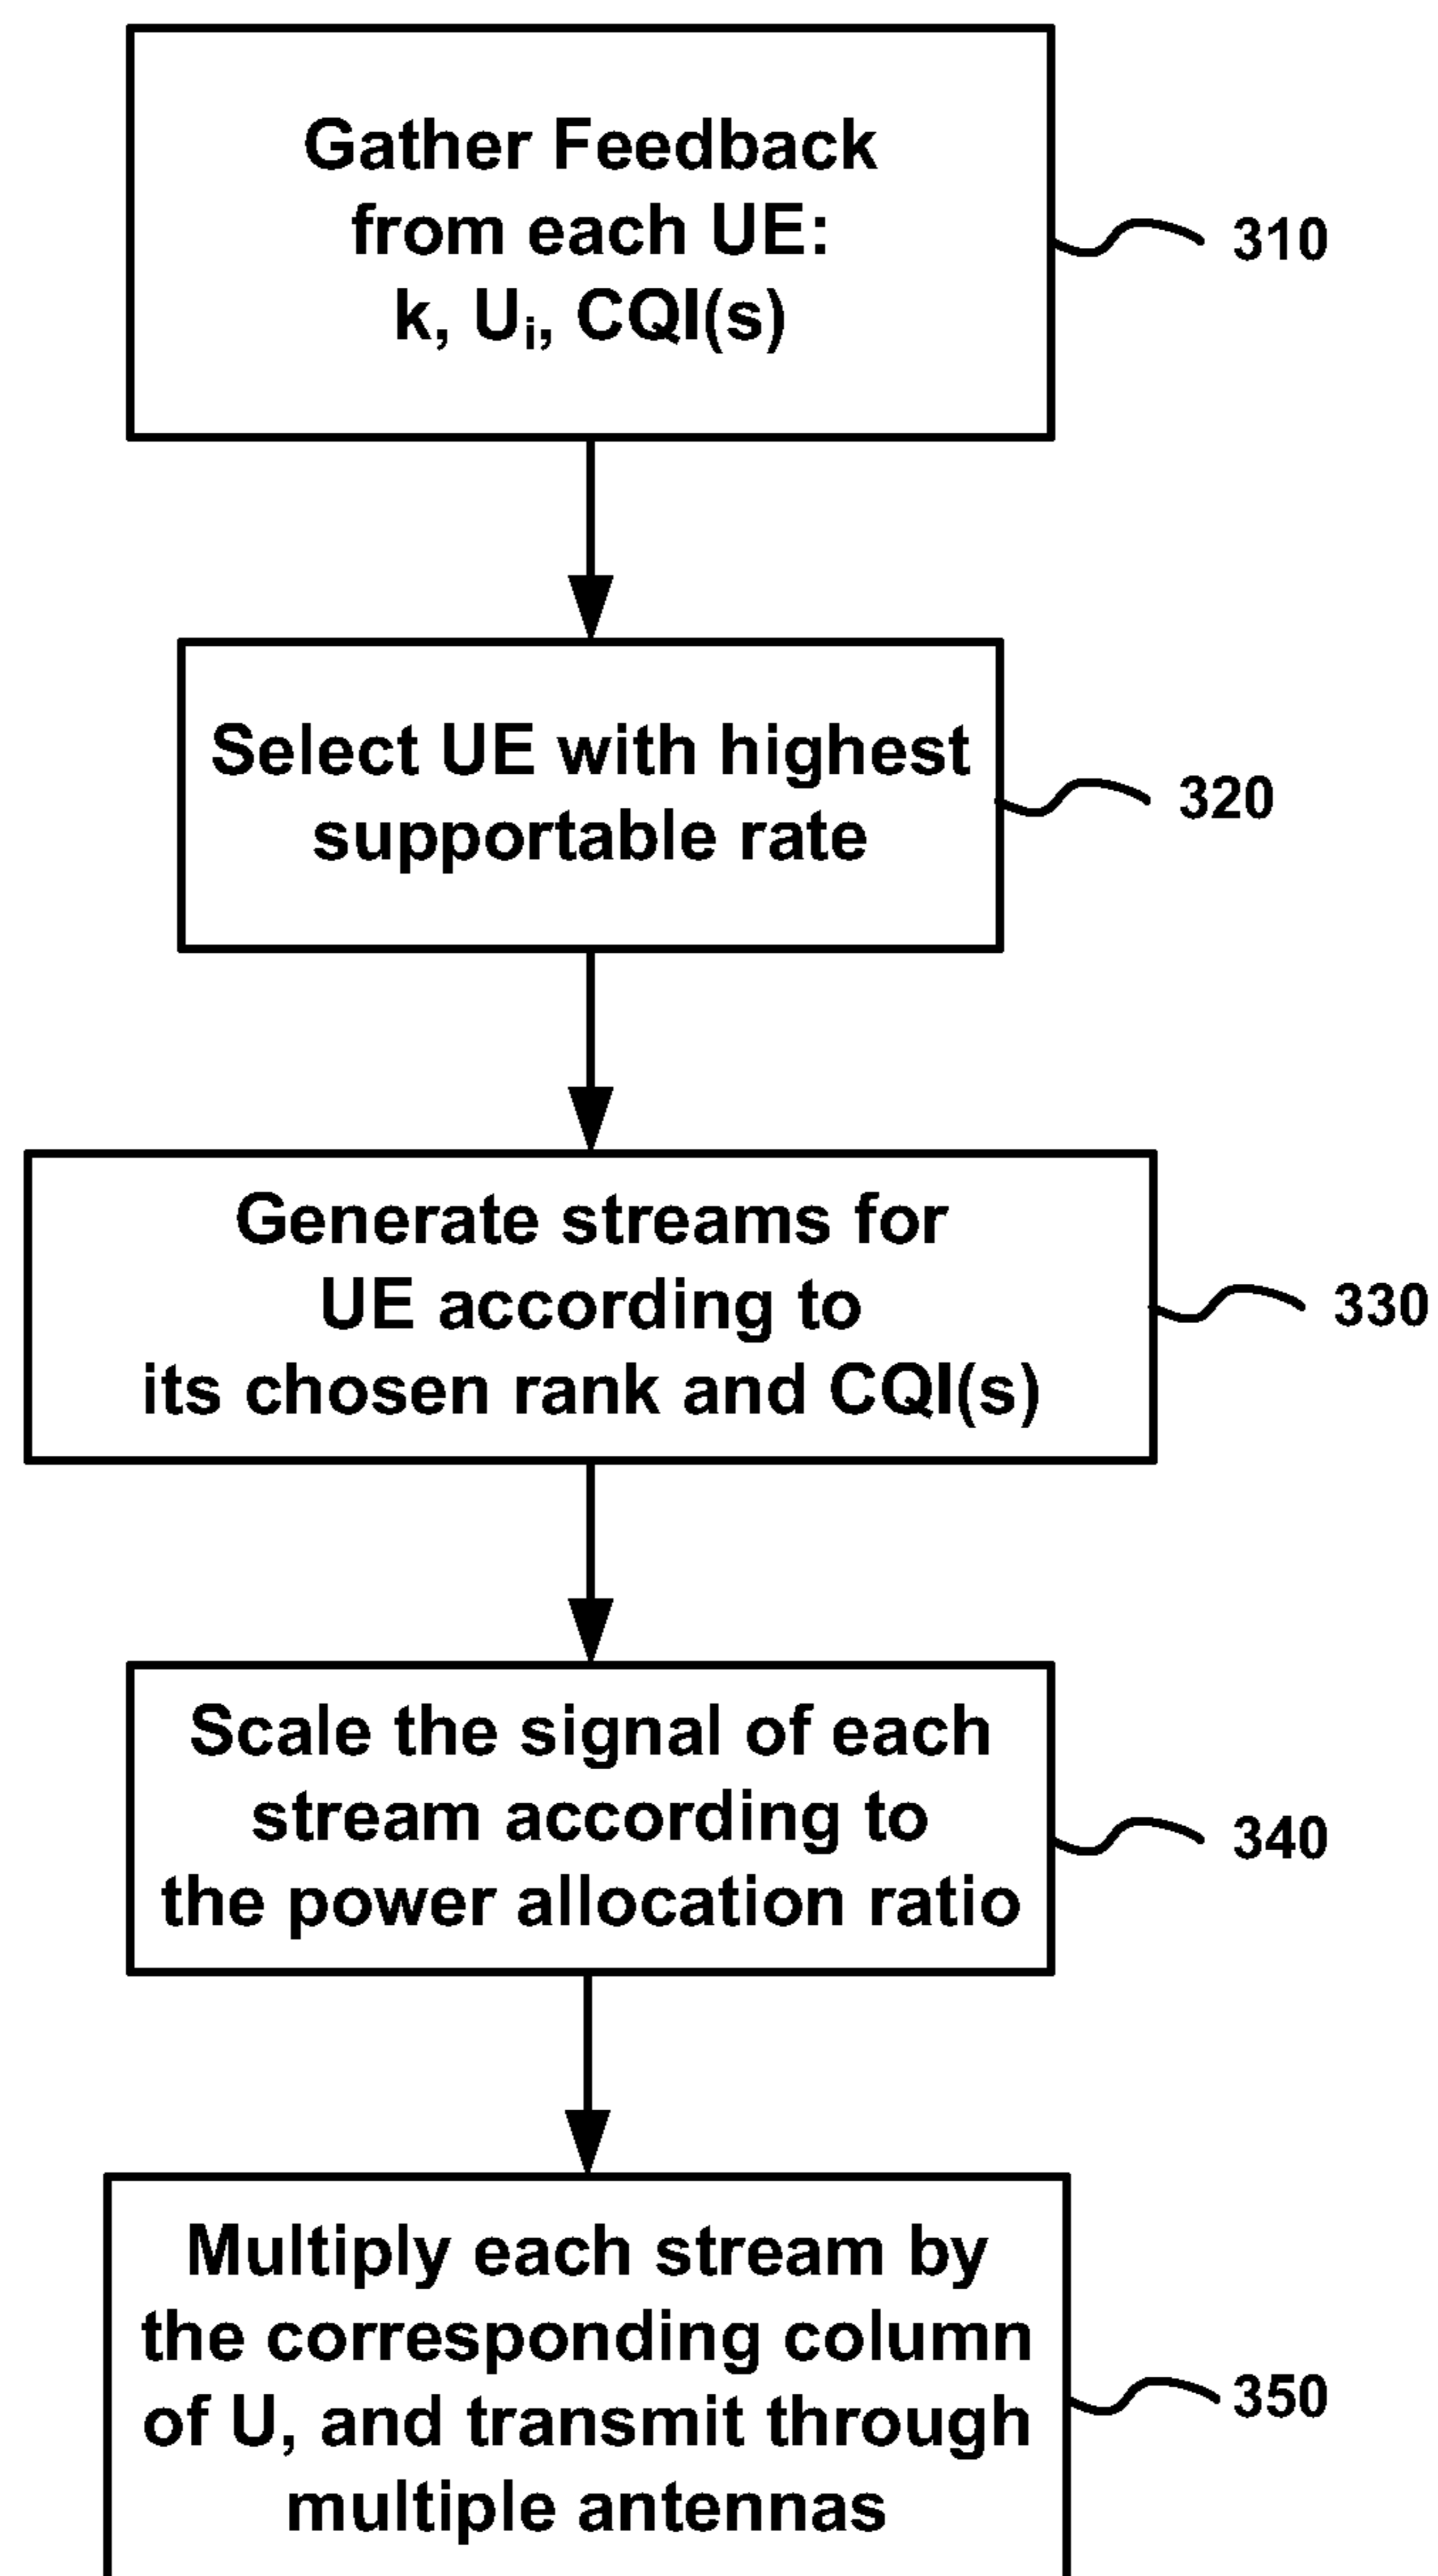 Gather Feedback
from each UE:
k, Uᵢ, CQI(s)
310
Select UE with highest
supportable rate
320
Generate streams for
UE according to
its chosen rank and CQI(s)
330
Scale the signal of each
stream according to
the power allocation ratio
340
Multiply each stream by
the corresponding column
of U, and transmit through
multiple antennas
350